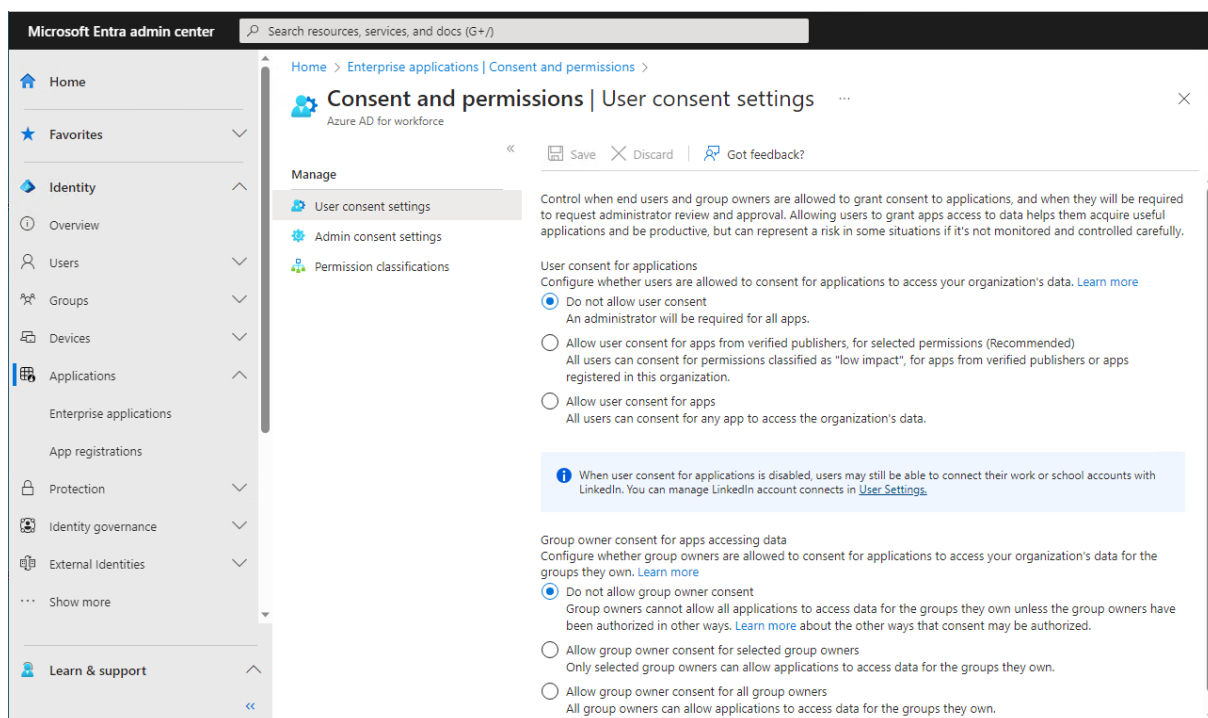 Microsoft Entra admin center
Search resources, services, and docs (G+/)
Home
Favorites
Identity
Overview
Users
Groups
Devices
Applications
Enterprise applications
App registrations
Protection
Identity governance
External Identities
Show more
Learn & support
Home > Enterprise applications | Consent and permissions >
Consent and permissions | User consent settings ...
Azure AD for workforce
Manage
User consent settings
Admin consent settings
Permission classifications
Save Discard | Got feedback?
Control when end users and group owners are allowed to grant consent to applications, and when they will be required
to request administrator review and approval. Allowing users to grant apps access to data helps them acquire useful
applications and be productive, but can represent a risk in some situations if it's not monitored and controlled carefully.
User consent for applications
Configure whether users are allowed to consent for applications to access your organization's data. Learn more
Do not allow user consent
An administrator will be required for all apps.
Allow user consent for apps from verified publishers, for selected permissions (Recommended)
All users can consent for permissions classified as "low impact", for apps from verified publishers or apps
registered in this organization.
Allow user consent for apps
All users can consent for any app to access the organization's data.
When user consent for applications is disabled, users may still be able to connect their work or school accounts with
LinkedIn. You can manage LinkedIn account connects in User Settings.
Group owner consent for apps accessing data
Configure whether group owners are allowed to consent for applications to access your organization's data for the
groups they own. Learn more
Do not allow group owner consent
Group owners cannot allow all applications to access data for the groups they own unless the group owners have
been authorized in other ways. Learn more about the other ways that consent may be authorized.
Allow group owner consent for selected group owners
Only selected group owners can allow applications to access data for the groups they own.
Allow group owner consent for all group owners
All group owners can allow applications to access data for the groups they own.